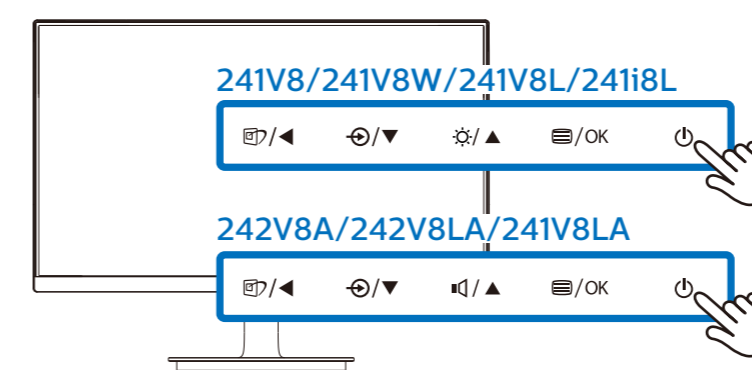 241V8/241V8W/241V8L/241i8L
/◀ /▼ /▲ /OK
242V8A/242V8LA/241V8LA
/◀ /▼ /▲ /OK